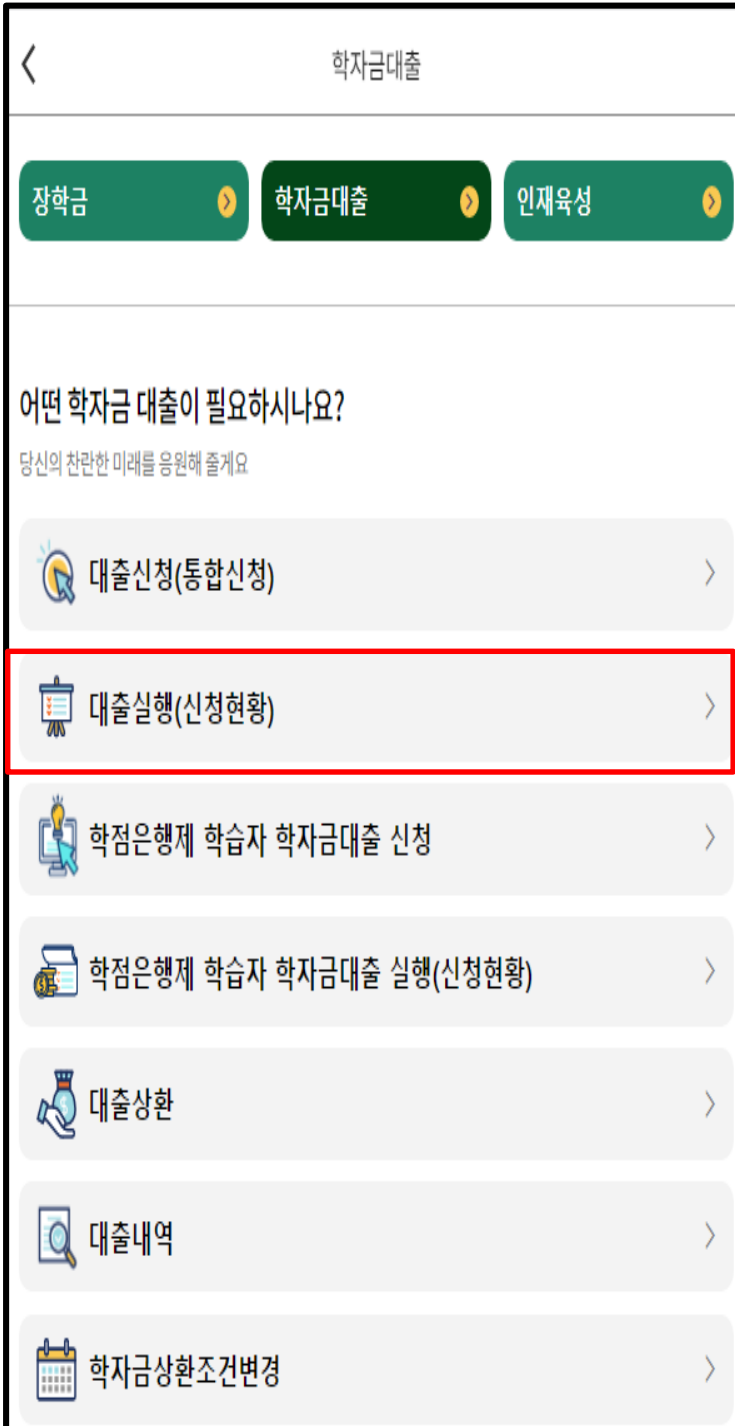 학자금대출
장학금
학자금대출
인재육성
어떤 학자금 대출이 필요하시나요?
당신의 찬란한 미래를 응원해 줄게요
대출신청(통합신청)
대출실행(신청현황)
학점은행제 학습자 학자금대출 신청
학점은행제 학습자 학자금대출 실행(신청현황)
대출상환
대출내역
학자금상환조건변경